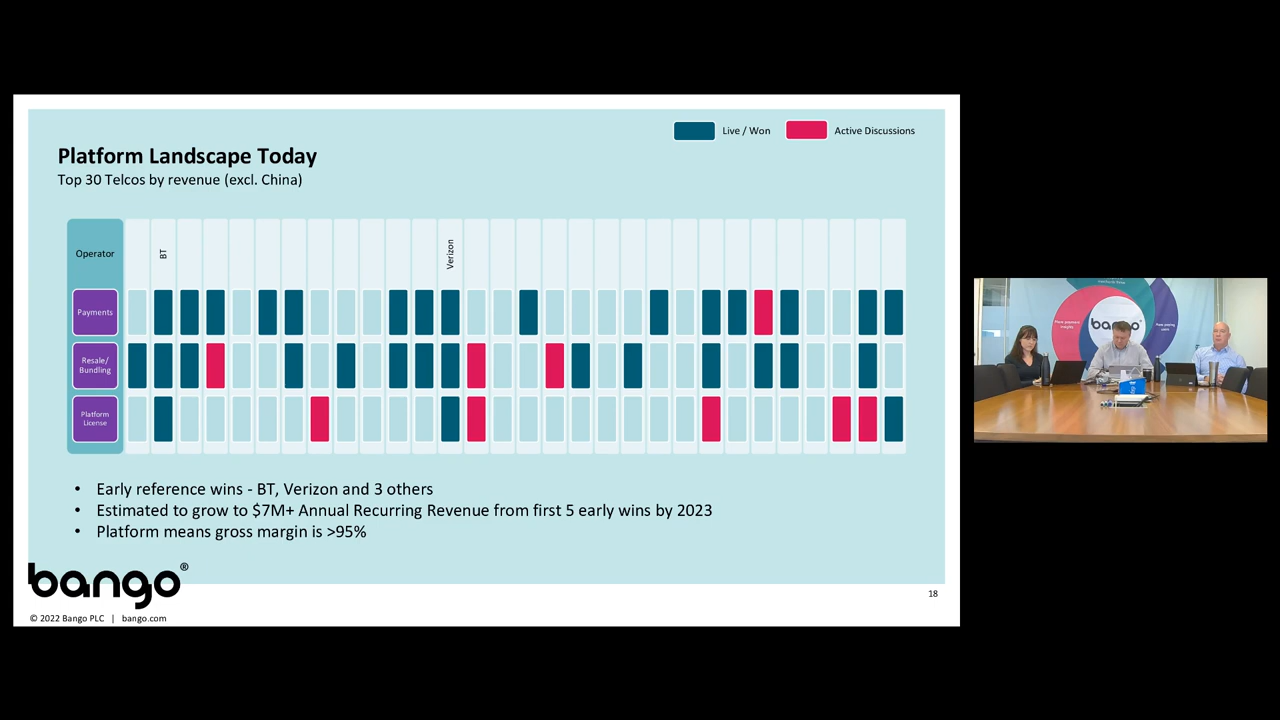 Live / Won
Active Discussions
Platform Landscape Today
Top 30 Telcos by revenue (excl. China)
Operator
BT
Verizon
Payments
Resale/
Bundling
Platform
License
• Early reference wins - BT, Verizon and 3 others
• Estimated to grow to $7M+ Annual Recurring Revenue from first 5 early wins by 2023
• Platform means gross margin is >95%
bango®
18
© 2022 Bango PLC | bango.com
bango